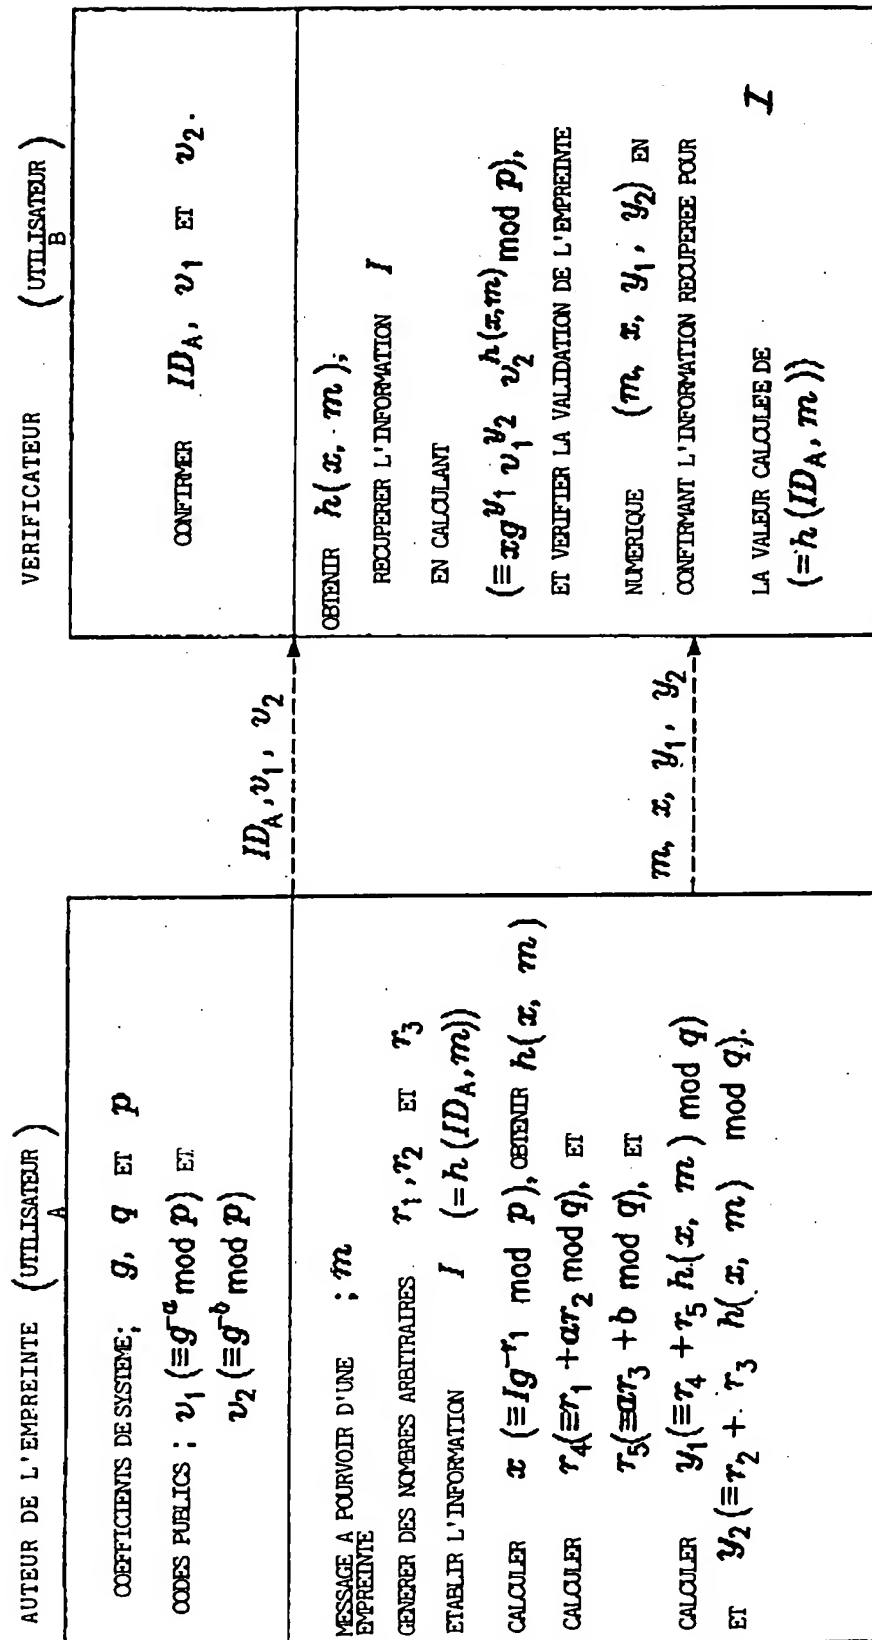 AUTEUR DE L'EMPREINTE (UTILISATEUR A)
COEFFICIENTS DE SYSTEME; g, q ET p
CODES PUBLICS ; v₁ (≡g⁻ᵃ mod p) ET
v₂ (≡g⁻ᵇ mod p)
MESSAGE A POURVOIR D'UNE EMPREINTE ; m
GENERER DES NOMBRES ARBITRAIRES r₁, r₂ ET r₃
ETABLIR L'INFORMATION I (=h(ID_A, m))
CALCULER x (≡Ig^-r₁ mod p), OBTENIR h(x, m)
CALCULER r₄(≡r₁ +ar₂ mod q), ET
r₅(≡ar₃ + b mod q), ET
CALCULER y₁(≡r₄ + r₅ h(x, m) mod q)
ET y₂(≡r₂ + r₃ h(x, m) mod q).
ID_A, v₁, v₂
m, x, y₁, y₂
VERIFICATEUR (UTILISATEUR B)
CONFIRMER ID_A, v₁ ET v₂.
OBTENIR h(x, m);
RECUPERER L'INFORMATION I
EN CALCULANT
(≡xg^y₁ v₁^y₂ v₂^h(x,m) mod p),
ET VERIFIER LA VALIDATION DE L'EMPREINTE
NUMERIQUE (m, x, y₁, y₂) EN
CONFIRMANT L'INFORMATION RECUPEREE POUR I
LA VALEUR CALCULEE DE
(=h(ID_A, m))